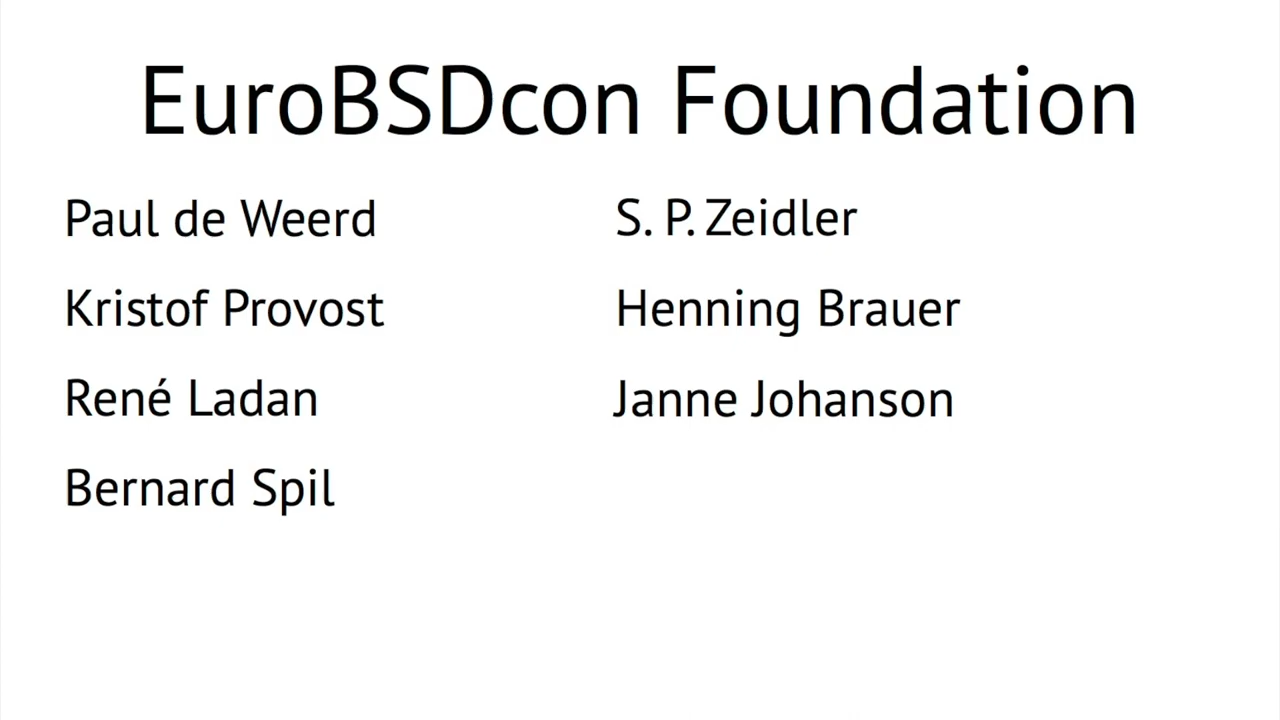 EuroBSDcon Foundation
Paul de Weerd
Kristof Provost
René Ladan
Bernard Spil
S. P. Zeidler
Henning Brauer
Janne Johanson